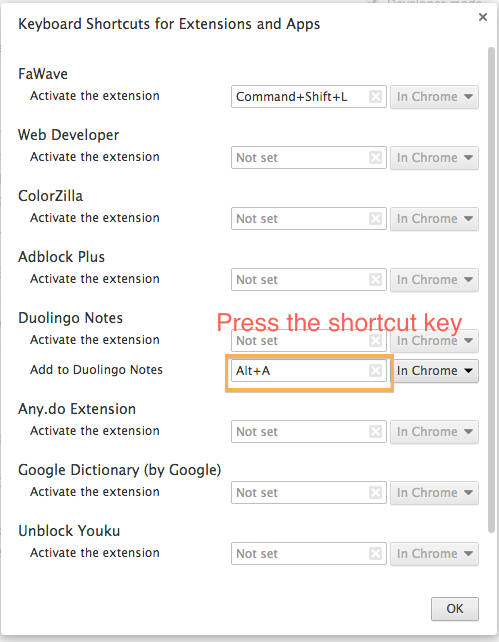 Developer mode
Keyboard Shortcuts for Extensions and Apps
FaWave
Activate the extension Command+Shift+L In Chrome
Web Developer
Activate the extension Not set In Chrome
ColorZilla
Activate the extension Not set In Chrome
Adblock Plus
Activate the extension Not set In Chrome
Duolingo Notes Press the shortcut key
Activate the extension Not set In Chrome
Add to Duolingo Notes Alt+A In Chrome
Any.do Extension
Activate the extension Not set In Chrome
Google Dictionary (by Google)
Activate the extension Not set In Chrome
Unblock Youku
Activate the extension Not set In Chrome
OK